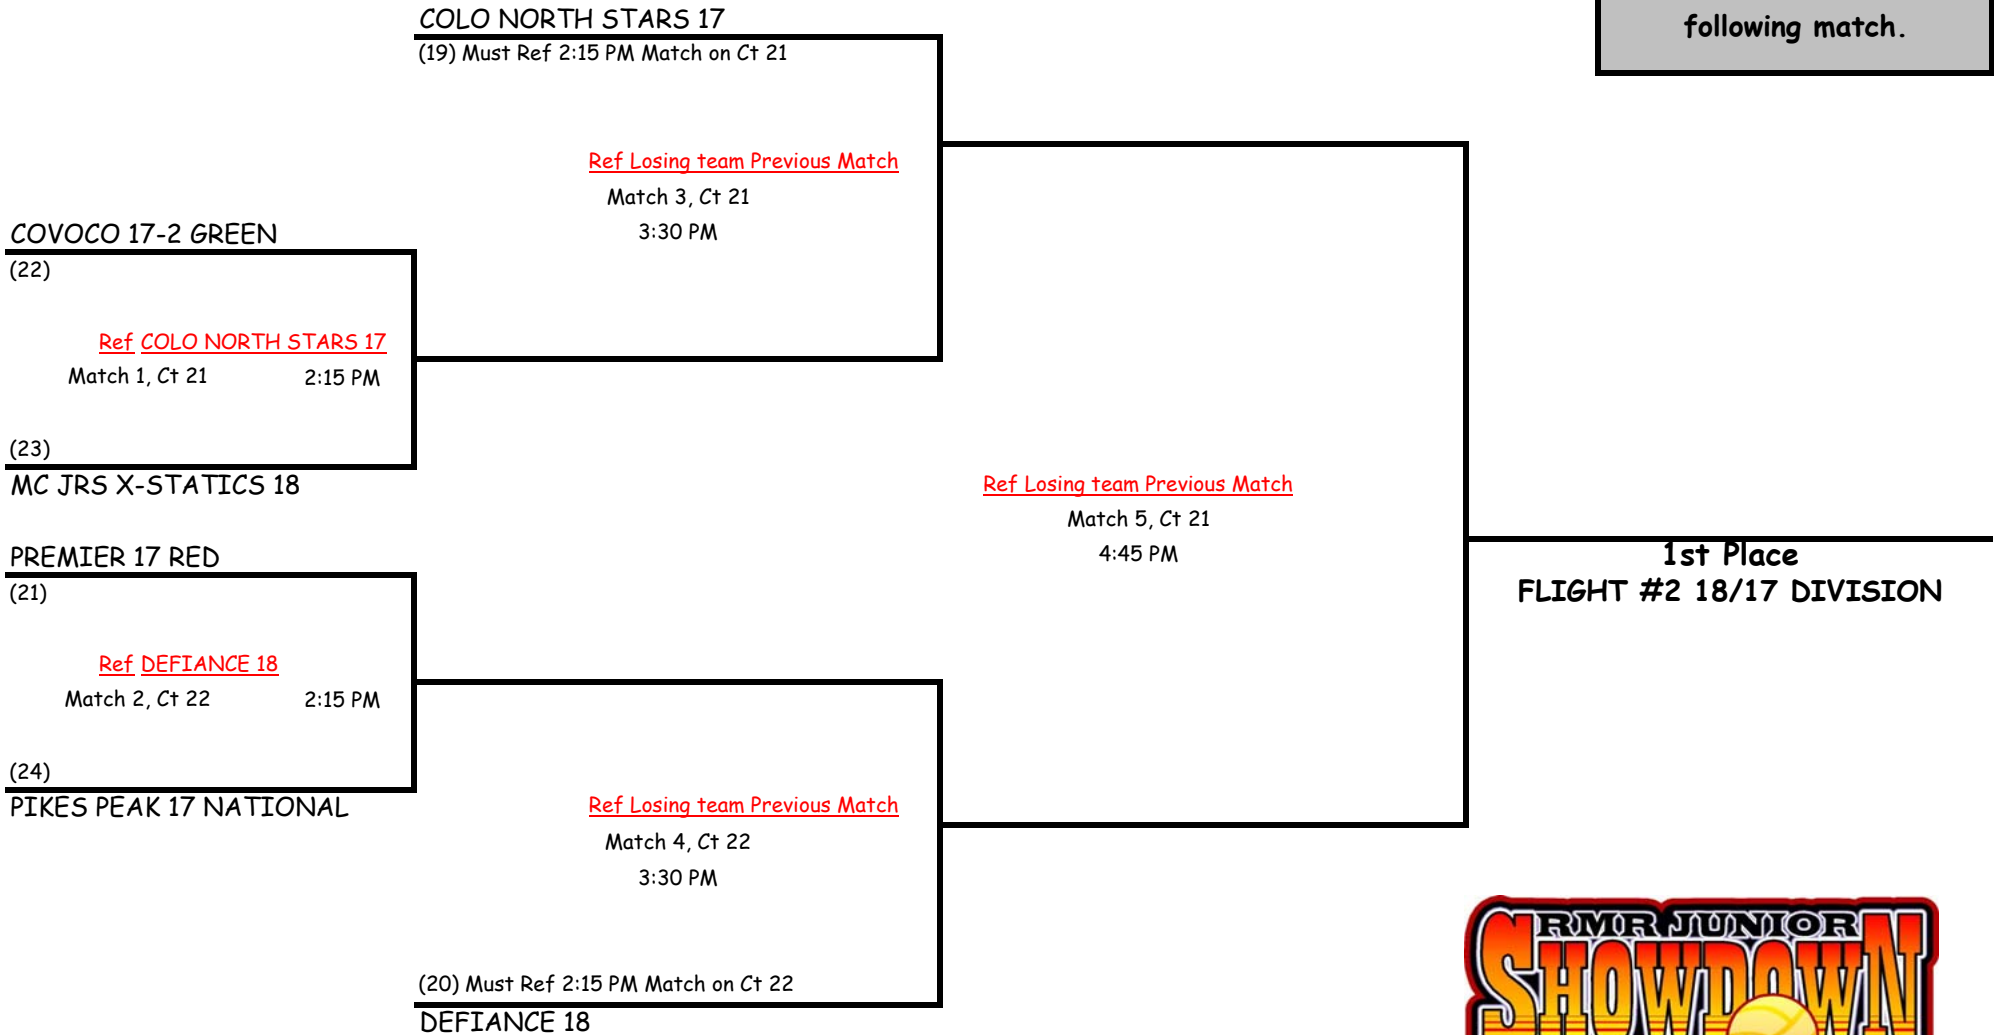 COLO NORTH STARS 17
(19) Must Ref 2:15 PM Match on Ct 21
following match.
Ref Losing team Previous Match
Match 3, Ct 21
3:30 PM
COVOCO 17-2 GREEN
(22)
Ref COLO NORTH STARS 17
Match 1, Ct 21 2:15 PM
(23)
MC JRS X-STATICS 18
Ref Losing team Previous Match
Match 5, Ct 21
4:45 PM
1st Place
FLIGHT #2 18/17 DIVISION
PREMIER 17 RED
(21)
Ref DEFIANCE 18
Match 2, Ct 22 2:15 PM
(24)
PIKES PEAK 17 NATIONAL
Ref Losing team Previous Match
Match 4, Ct 22
3:30 PM
(20) Must Ref 2:15 PM Match on Ct 22
DEFIANCE 18
RMR JUNIOR
SHOWDOWN